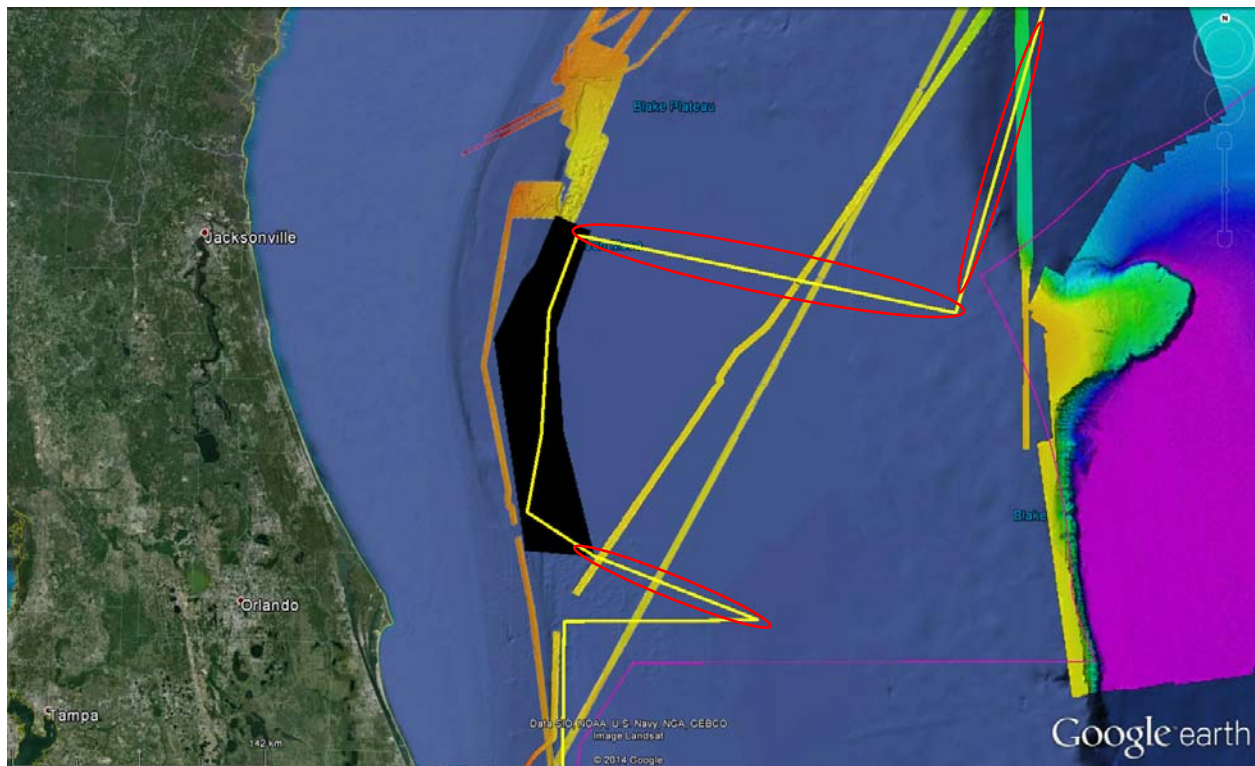 N
Blake Plateau
Jacksonville
Blake
Orlando
Tampa
Data SIO, NOAA, U.S. Navy, NGA, GEBCO
Image Landsat
142 km
© 2014 Google
Google earth